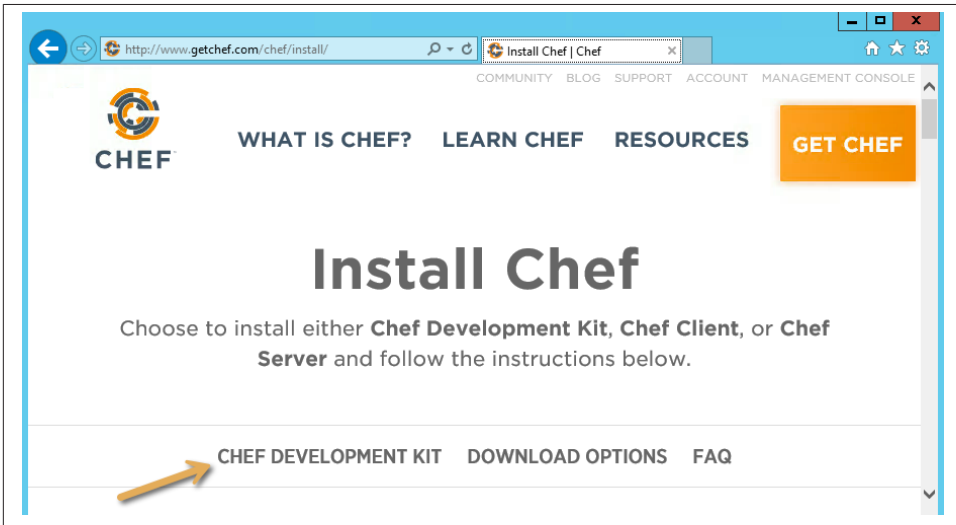 http://www.getchef.com/chef/install/
Install Chef | Chef
COMMUNITY BLOG SUPPORT ACCOUNT MANAGEMENT CONSOLE
CHEF™
WHAT IS CHEF? LEARN CHEF RESOURCES GET CHEF
Install Chef
Choose to install either Chef Development Kit, Chef Client, or Chef
Server and follow the instructions below.
CHEF DEVELOPMENT KIT DOWNLOAD OPTIONS FAQ